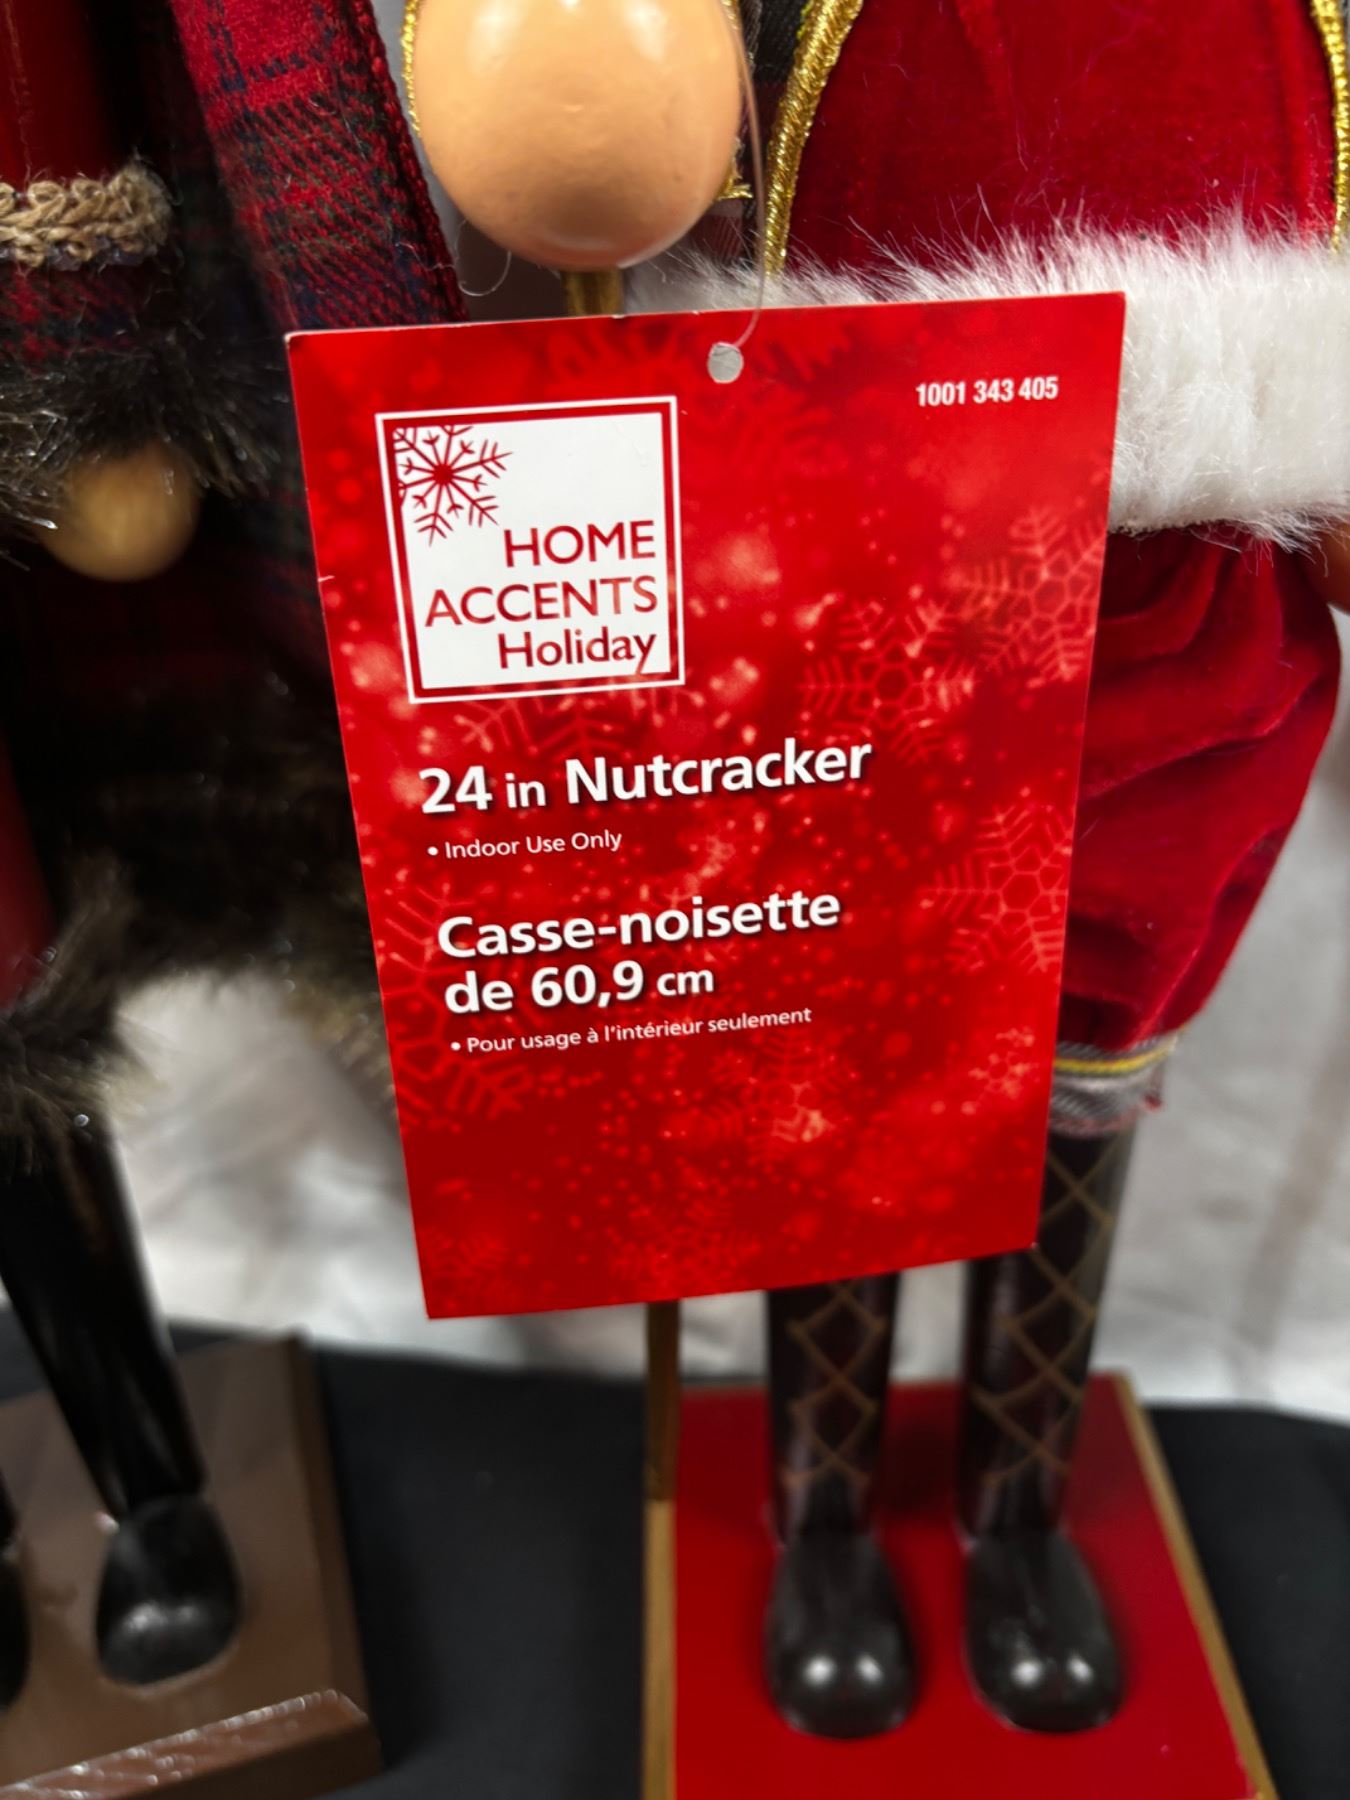 1001 343 405
HOME
ACCENTS
Holiday
24 in Nutcracker
• Indoor Use Only
Casse-noisette
de 60,9 cm
• Pour usage à l'intérieur seulement